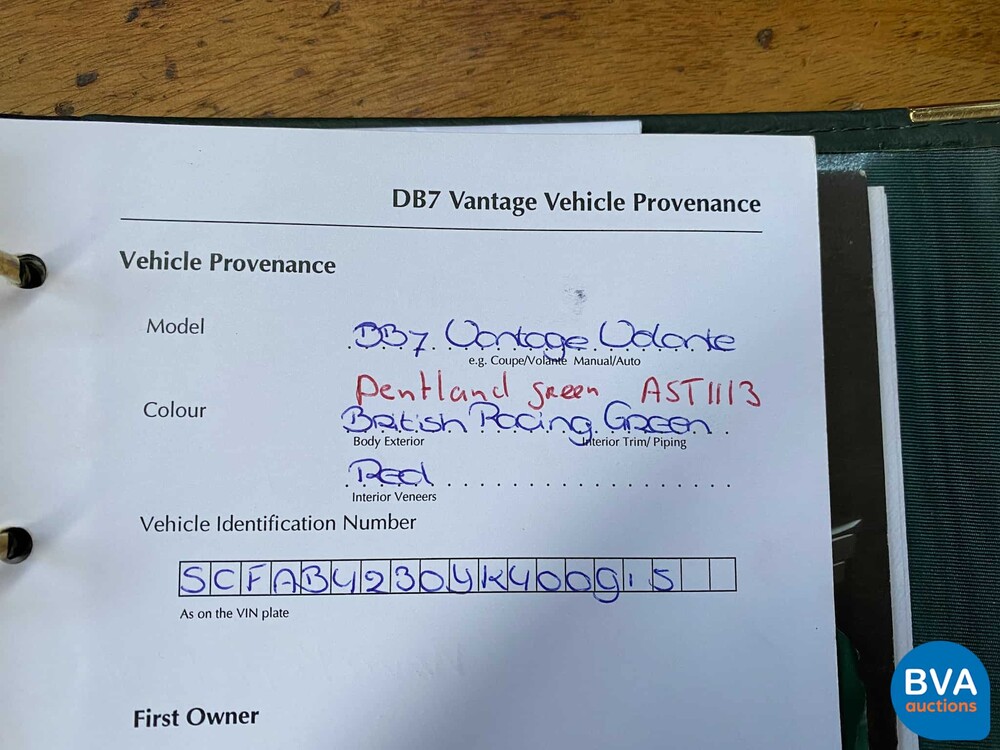 DB7 Vantage Vehicle Provenance
Vehicle Provenance
Model
DB7 Vantage Volante
e.g. Coupe/Volante Manual/Auto
Pentland green AST1113
Colour
British Racing Green
Body Exterior Interior Trim/ Piping
Red
Interior Veneers
Vehicle Identification Number
SCFAB4230YK400915
As on the VIN plate
First Owner
BVA
auctions